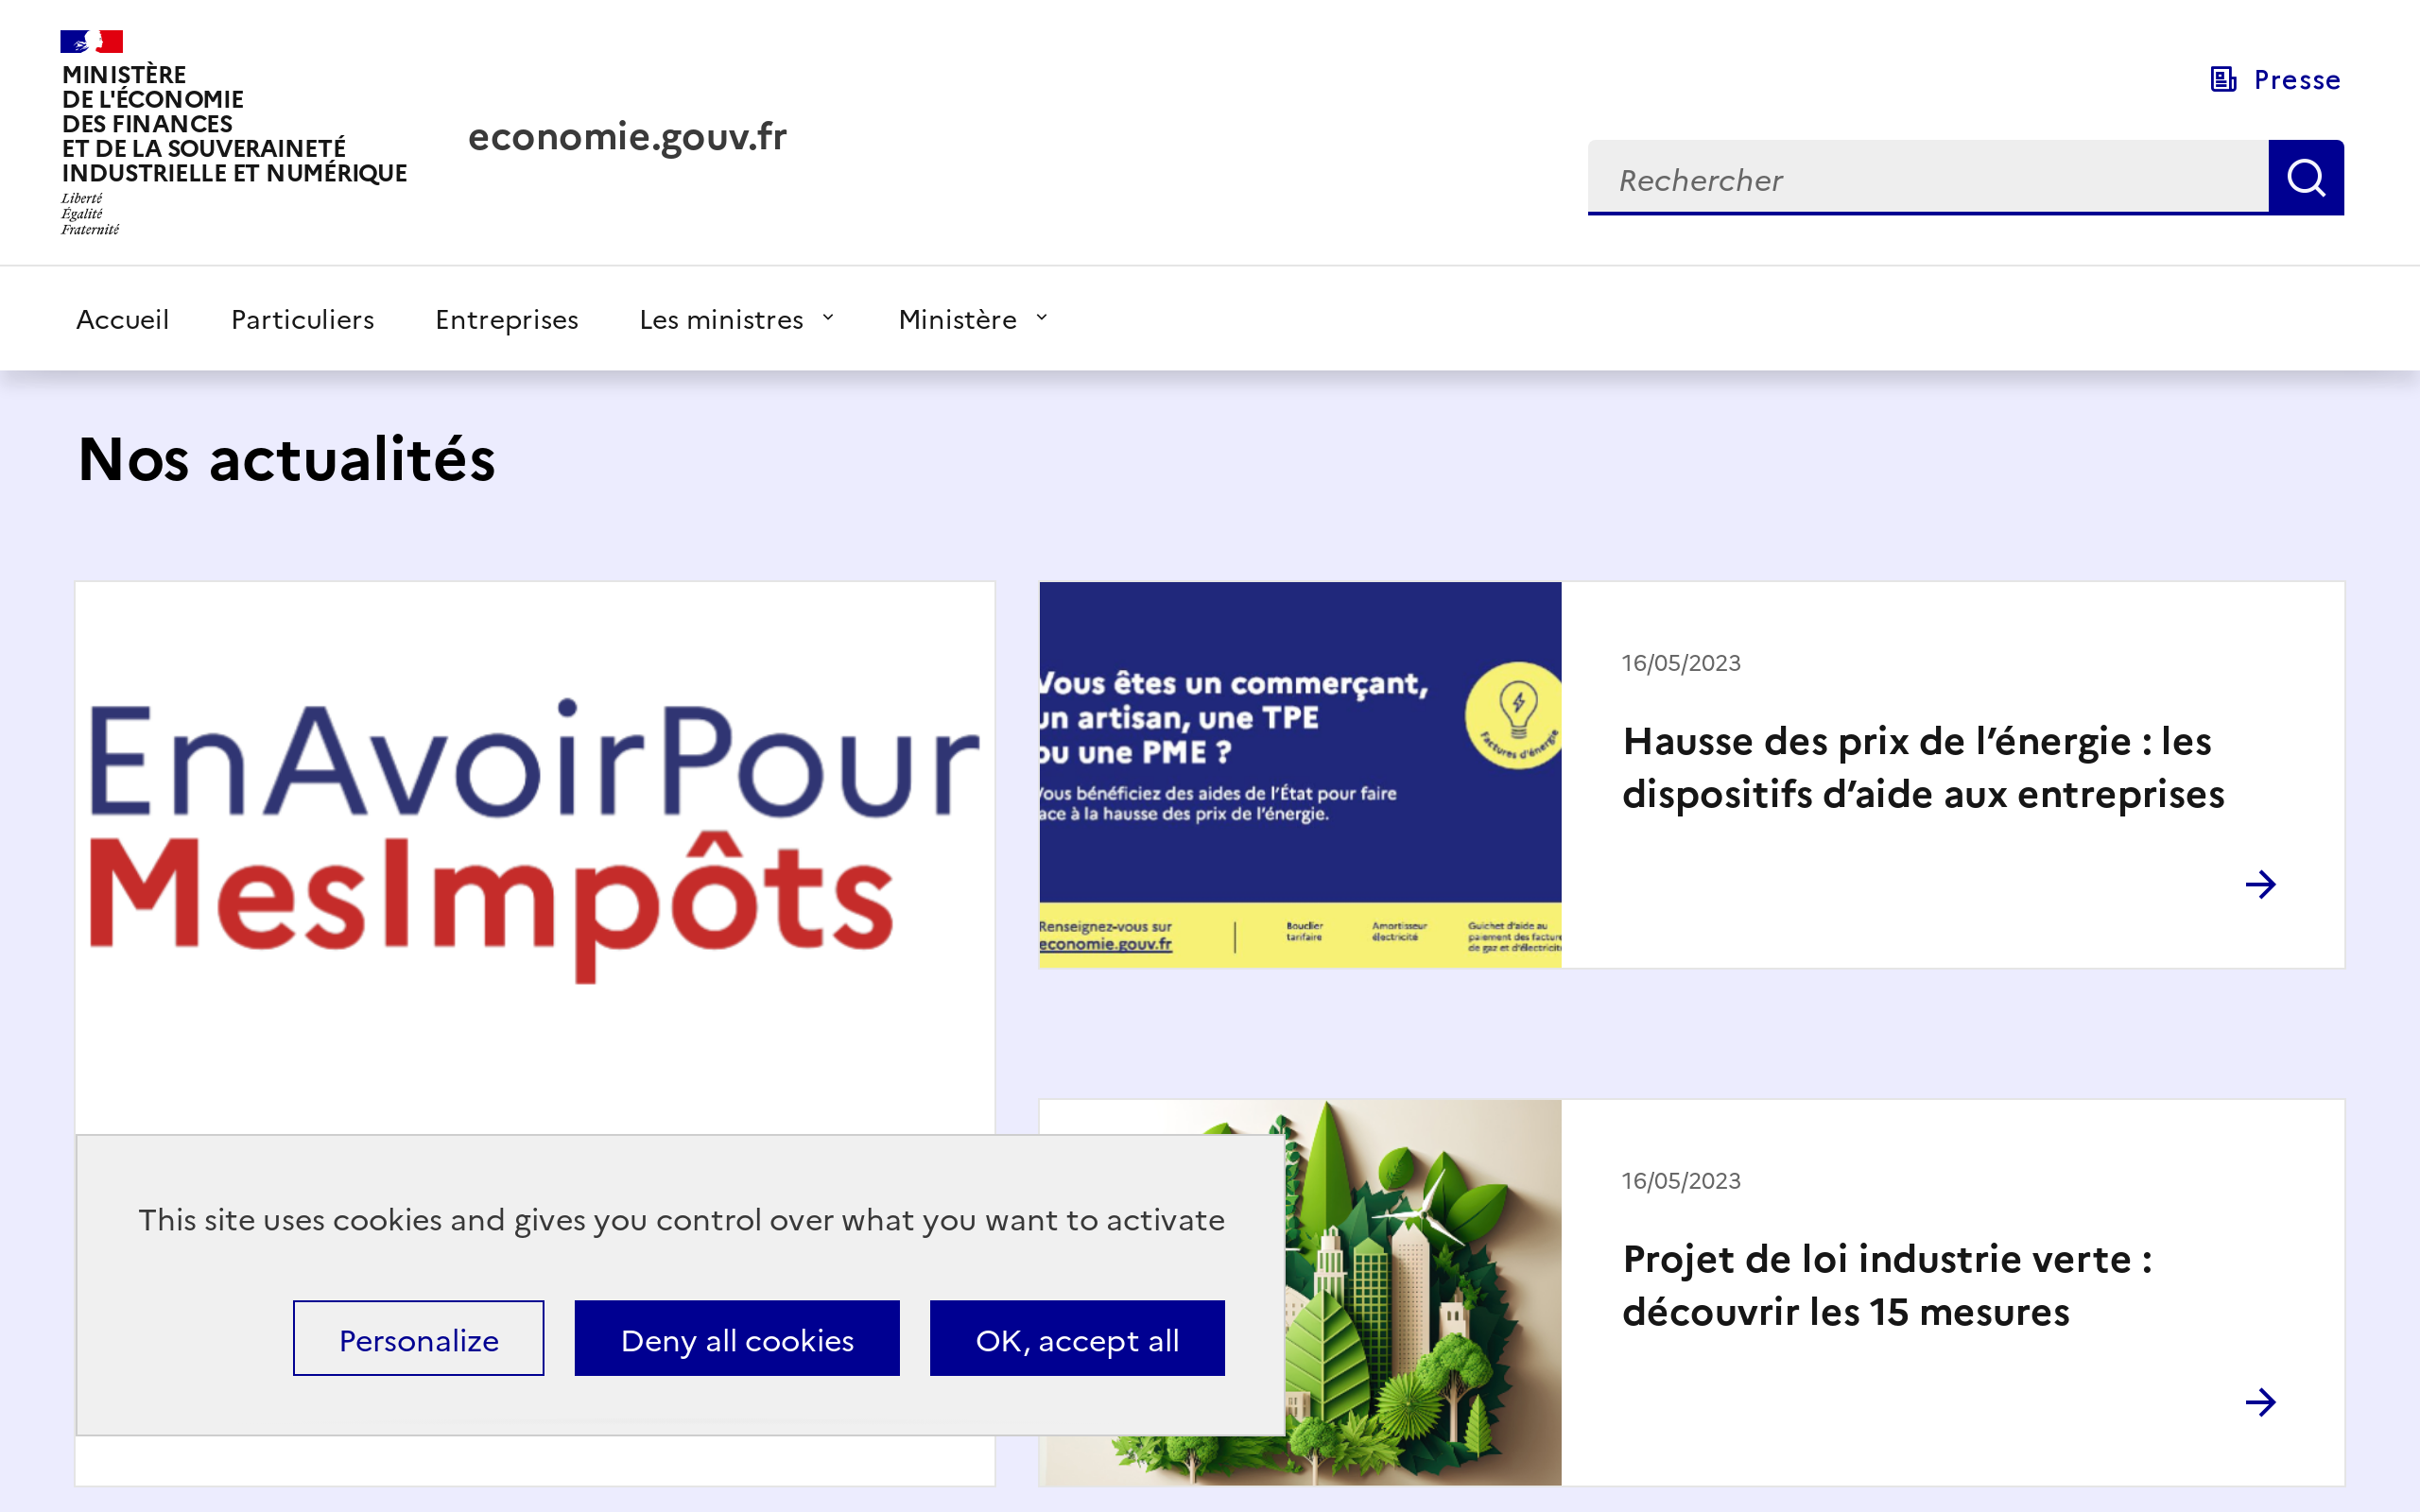 MINISTÈRE
DE L'ÉCONOMIE
DES FINANCES
ET DE LA SOUVERAINETÉ
INDUSTRIELLE ET NUMÉRIQUE
Liberté
Égalité
Fraternité
economie.gouv.fr
Presse
Rechercher
Accueil
Particuliers
Entreprises
Les ministres
Ministère
Nos actualités
EnAvoirPour
MesImpôts
Vous êtes un commerçant,
un artisan, une TPE
ou une PME ?
Vous bénéficiez des aides de l'État pour faire
face à la hausse des prix de l'énergie.
Factures d'énergie
Renseignez-vous sur
economie.gouv.fr
Bouclier
tarifaire
Amortisseur
électricité
Guichet d'aide au
paiement des facture
de gaz et d'électricité
16/05/2023
Hausse des prix de l’énergie : les
dispositifs d’aide aux entreprises
16/05/2023
Projet de loi industrie verte :
découvrir les 15 mesures
This site uses cookies and gives you control over what you want to activate
Personalize
Deny all cookies
OK, accept all